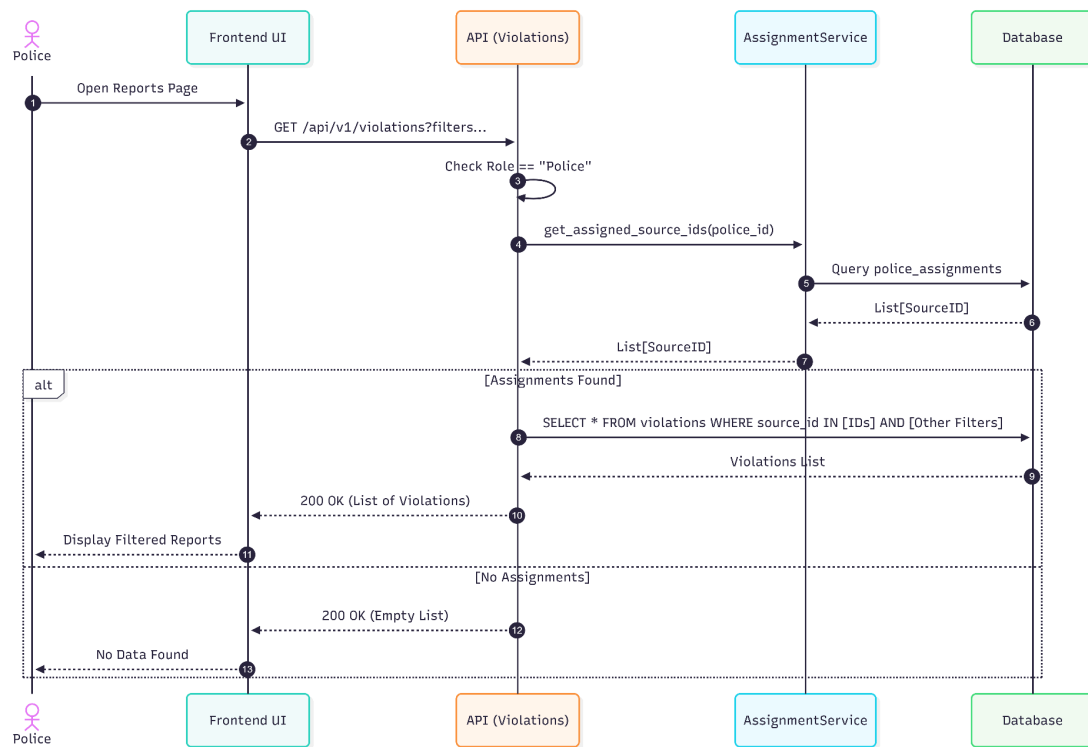 Police
Frontend UI
API (Violations)
AssignmentService
Database
1
Open Reports Page
2
GET /api/v1/violations?filters...
Check Role == "Police"
3
4
get_assigned_source_ids(police_id)
5
Query police_assignments
List[SourceID]
6
List[SourceID]
7
alt
[Assignments Found]
8
SELECT * FROM violations WHERE source_id IN [IDs] AND [Other Filters]
Violations List
9
200 OK (List of Violations)
10
Display Filtered Reports
11
[No Assignments]
200 OK (Empty List)
12
No Data Found
13
Police
Frontend UI
API (Violations)
AssignmentService
Database